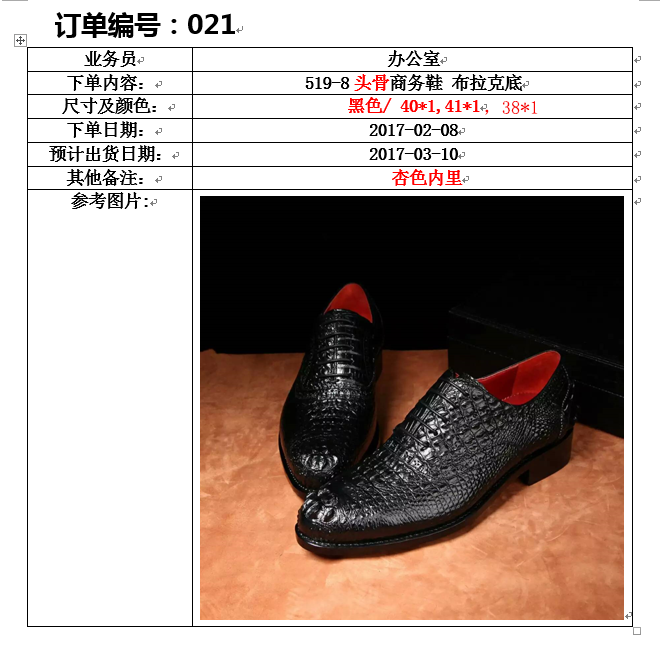 订单编号：021
业务员 办公室
下单内容： 519-8 头骨商务鞋 布拉克底
尺寸及颜色： 黑色/ 40*1,41*1, 38*1
下单日期： 2017-02-08
预计出货日期： 2017-03-10
其他备注： 杏色内里
参考图片: